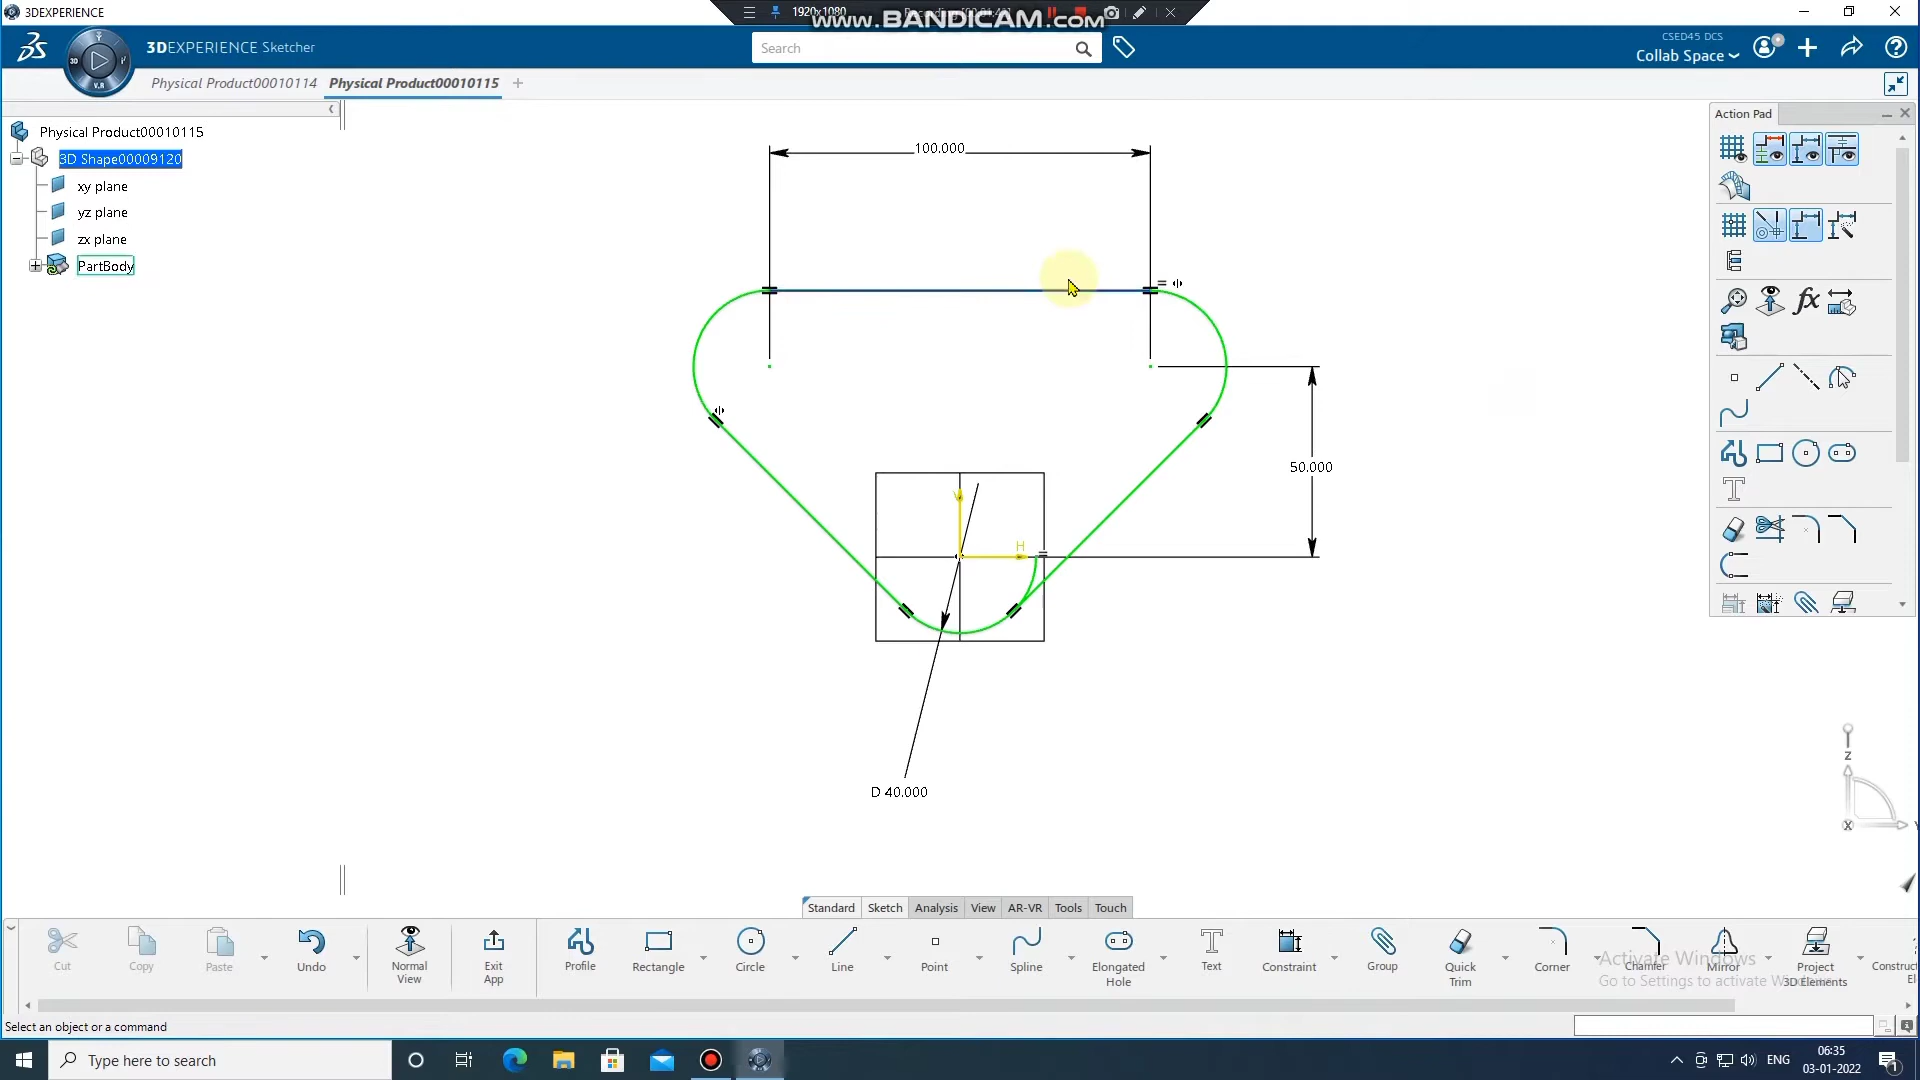 3DEXPERIENCE
1920x1080
www.BANDICAM.com
3DEXPERIENCE Sketcher
Search
CSED45 DCS
Collab Space
Physical Product00010114
Physical Product00010115
Physical Product00010115
3D Shape00009120
xy plane
yz plane
zx plane
PartBody
Action Pad
100.000
50.000
H
D 40.000
Z
X
Y
Standard
Sketch
Analysis
View
AR-VR
Tools
Touch
Cut
Copy
Paste
Undo
Normal View
Exit App
Profile
Rectangle
Circle
Line
Point
Spline
Elongated Hole
Text
Constraint
Group
Quick Trim
Corner
Chamfer
Mirror
Project 3D Elements
Activate Windows
Go to Settings to activate Windows.
Select an object or a command
Type here to search
ENG
06:35
03-01-2022